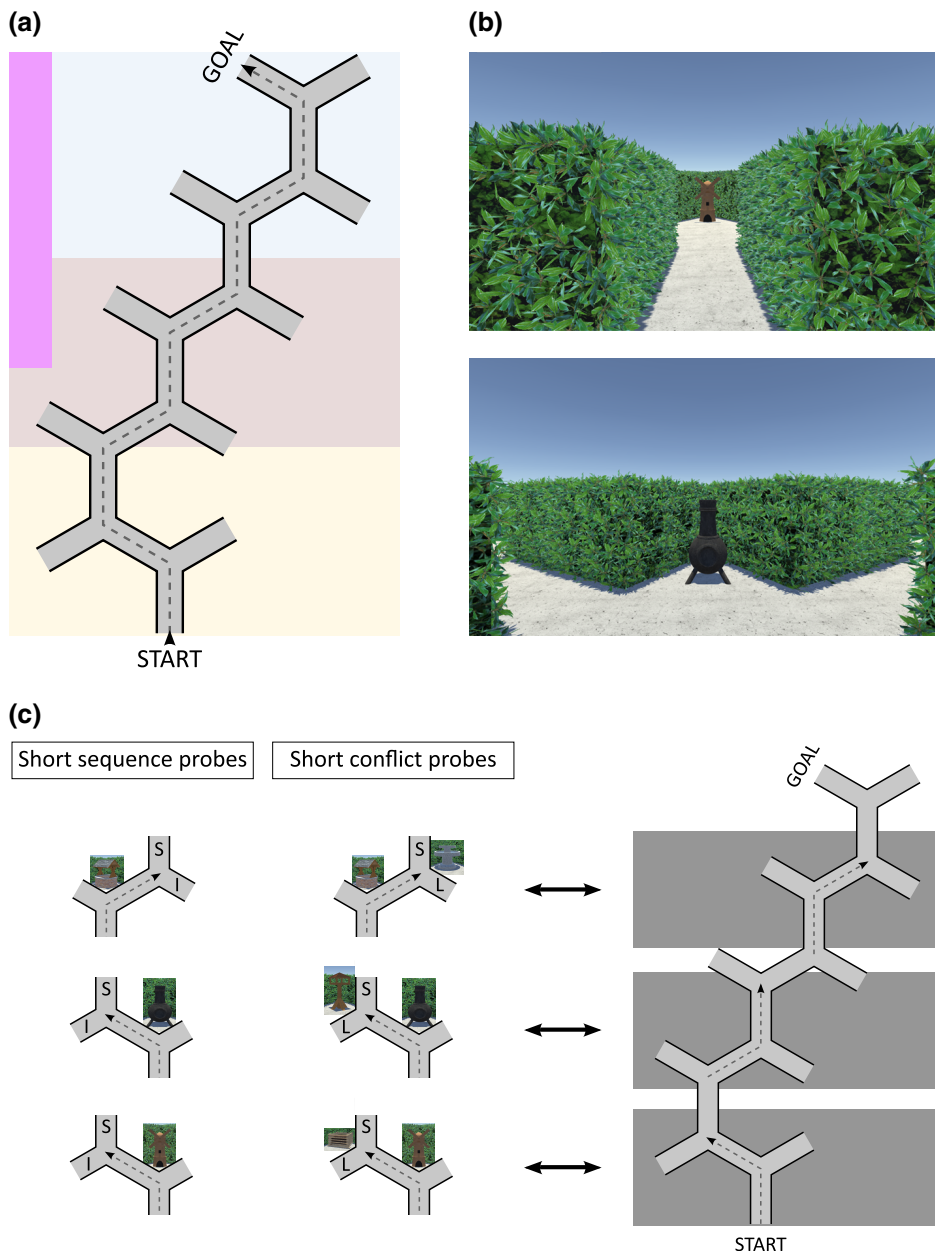 (a)
GOAL
START
(b)
(c)
Short sequence probes
Short conflict probes
GOAL
S
I
S
L
S
I
S
L
S
I
S
L
START